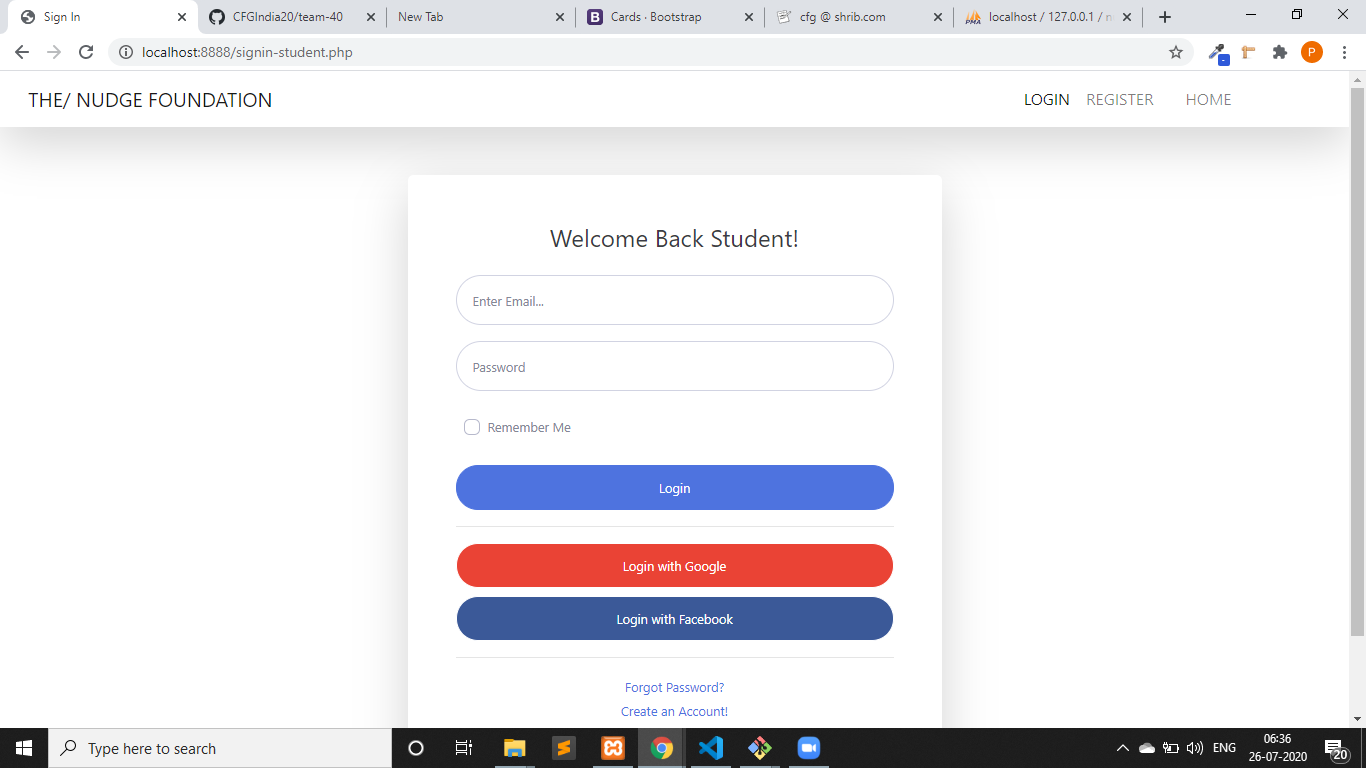 Sign In
CFGIndia20/team-40
New Tab
Cards · Bootstrap
cfg @ shrib.com
localhost / 127.0.0.1 / n
localhost:8888/signin-student.php
P
THE/ NUDGE FOUNDATION
LOGIN REGISTER HOME
Welcome Back Student!
Enter Email...
Password
Remember Me
Login
Login with Google
Login with Facebook
Forgot Password?
Create an Account!
Type here to search
ENG
06:36
26-07-2020
20